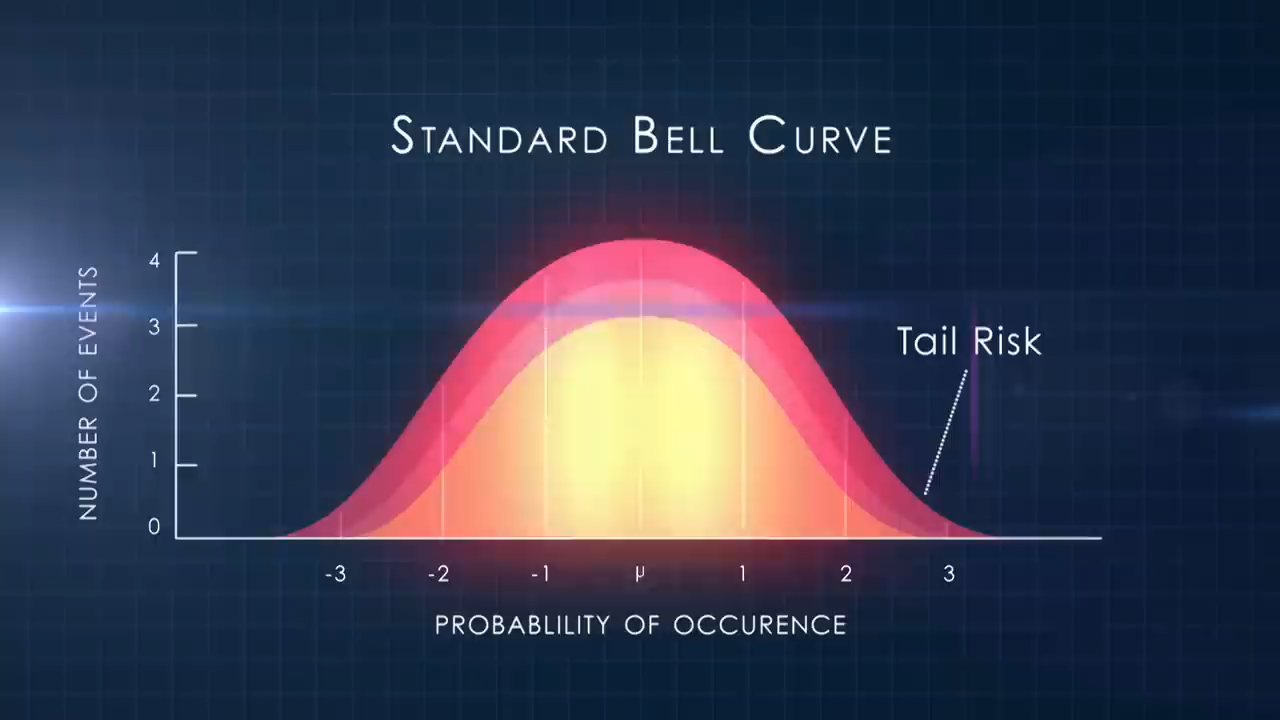 STANDARD BELL CURVE
NUMBER OF EVENTS
4
3
2
1
0
Tail Risk
-3 -2 -1 μ 1 2 3
PROBABLILITY OF OCCURENCE